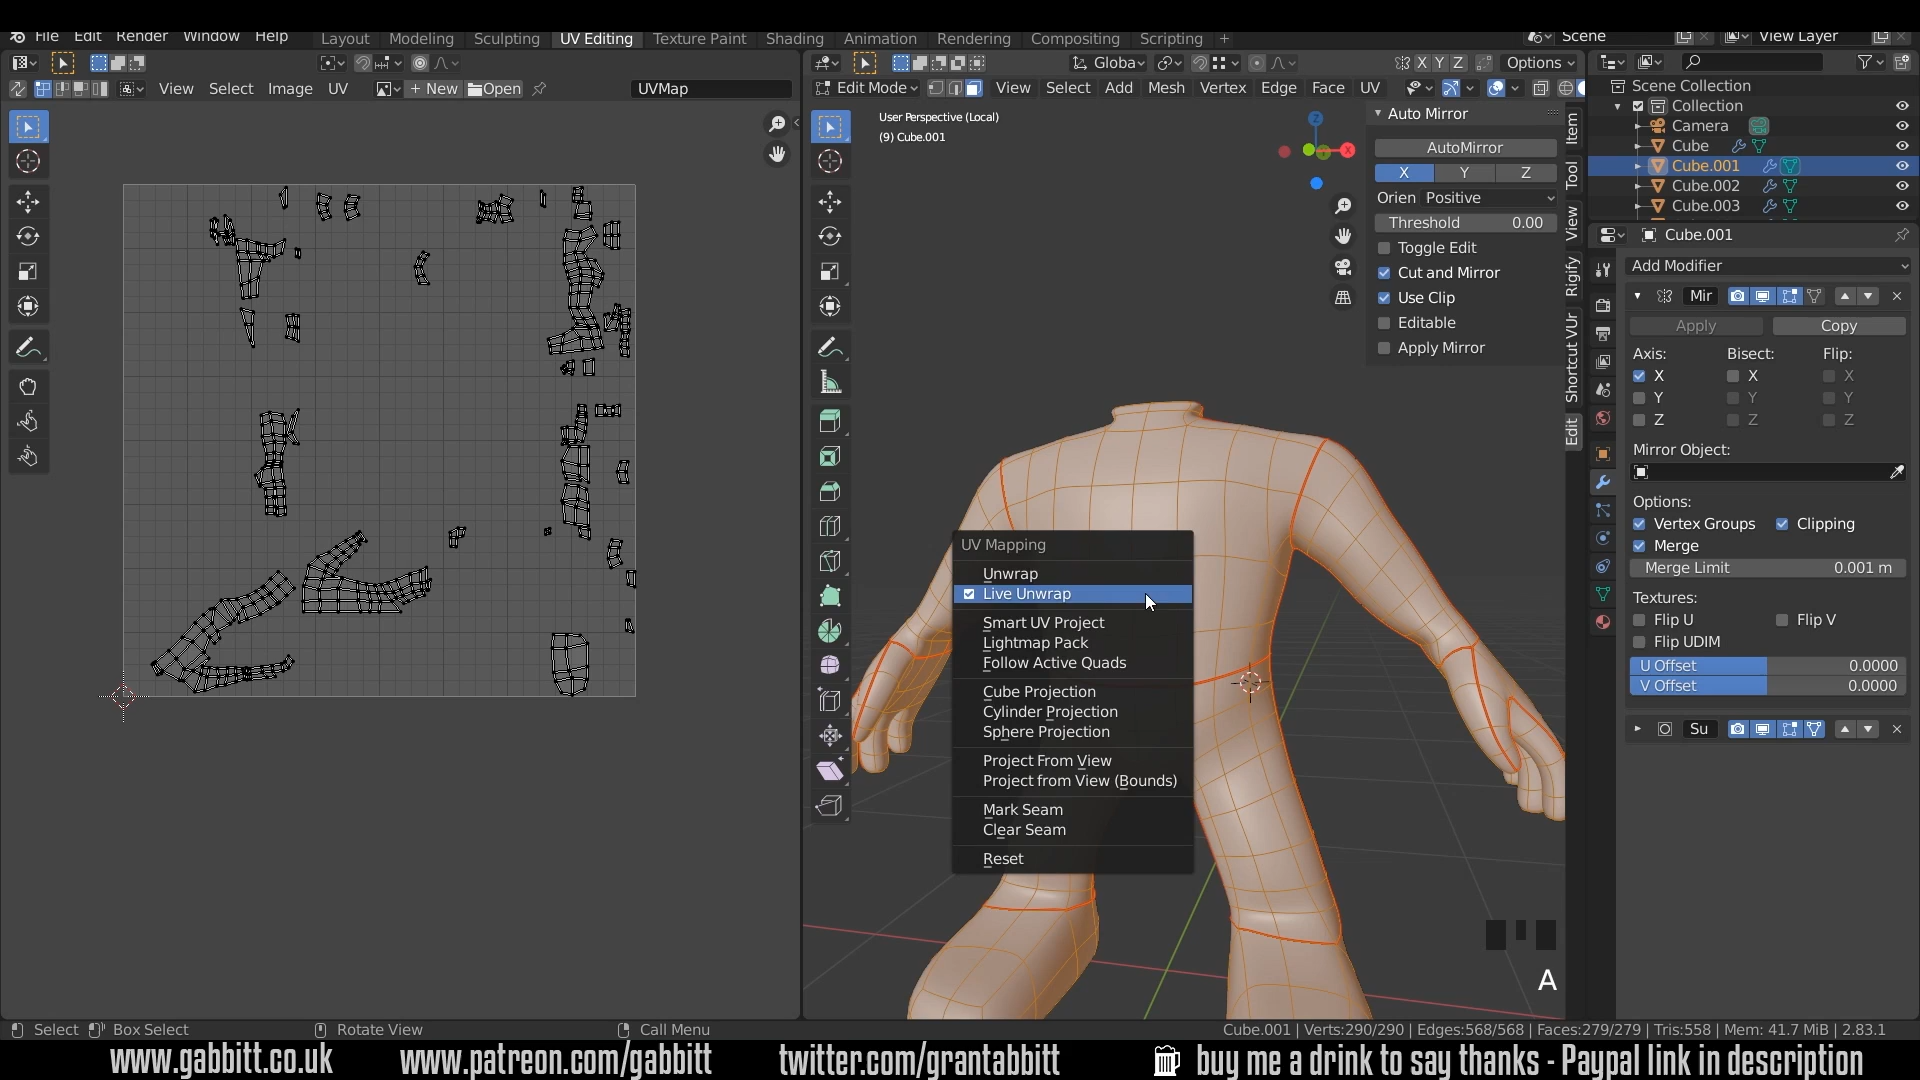 File Edit Render Window Help Layout Modeling Sculpting UV Editing Texture Paint Shading Animation Rendering Compositing Scripting + Scene View Layer
Globa X Y Z Options
View Select Image UV + New Open UVMap Edit Mode View Select Add Mesh Vertex Edge Face UV
User Perspective (Local)
(9) Cube.001
Z
X
Auto Mirror
AutoMirror
X Y Z
Orien Positive
Threshold 0.00
Toggle Edit
Cut and Mirror
Use Clip
Editable
Apply Mirror
Item
Tool
View
Rigify
Shortcut VUr
Edit
UV Mapping
Unwrap
Live Unwrap
Smart UV Project
Lightmap Pack
Follow Active Quads
Cube Projection
Cylinder Projection
Sphere Projection
Project From View
Project from View (Bounds)
Mark Seam
Clear Seam
Reset
A
Scene Collection
Collection
Camera
Cube
Cube.001
Cube.002
Cube.003
Cube.001
Add Modifier
Mir
Apply Copy
Axis: Bisect: Flip:
X X X
Y Y Y
Z Z Z
Mirror Object:
Options:
Vertex Groups Clipping
Merge
Merge Limit 0.001 m
Textures:
Flip U Flip V
Flip UDIM
U Offset 0.0000
V Offset 0.0000
Su
Select Box Select Rotate View Call Menu Cube.001 | Verts:290/290 | Edges:568/568 | Faces:279/279 | Tris:558 | Mem: 41.7 MiB | 2.83.1
www.gabbitt.co.uk www.patreon.com/gabbitt twitter.com/grantabbitt buy me a drink to say thanks - Paypal link in description